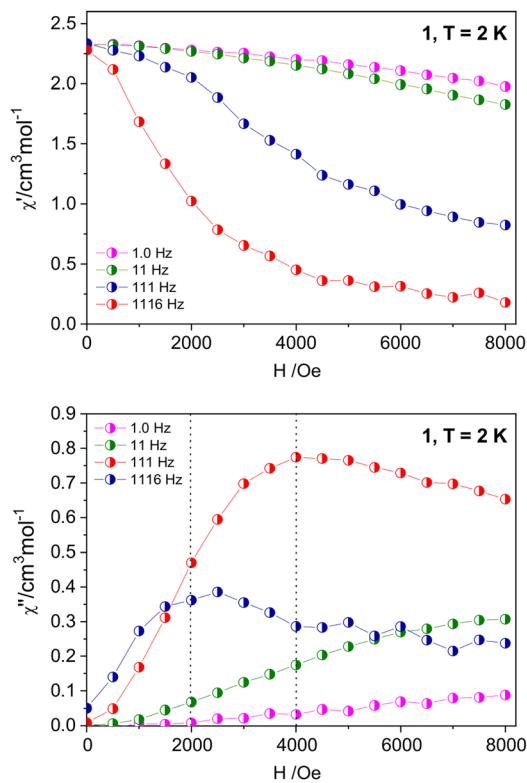 1, T = 2 K
2.5
2.0
1.5
1.0
0.5
0.0
χ'/cm³mol⁻¹
1.0 Hz
11 Hz
111 Hz
1116 Hz
0 2000 4000 6000 8000
H /Oe
1, T = 2 K
0.9
0.8
0.7
0.6
0.5
0.4
0.3
0.2
0.1
0.0
χ''/cm³mol⁻¹
1.0 Hz
11 Hz
111 Hz
1116 Hz
0 2000 4000 6000 8000
H /Oe